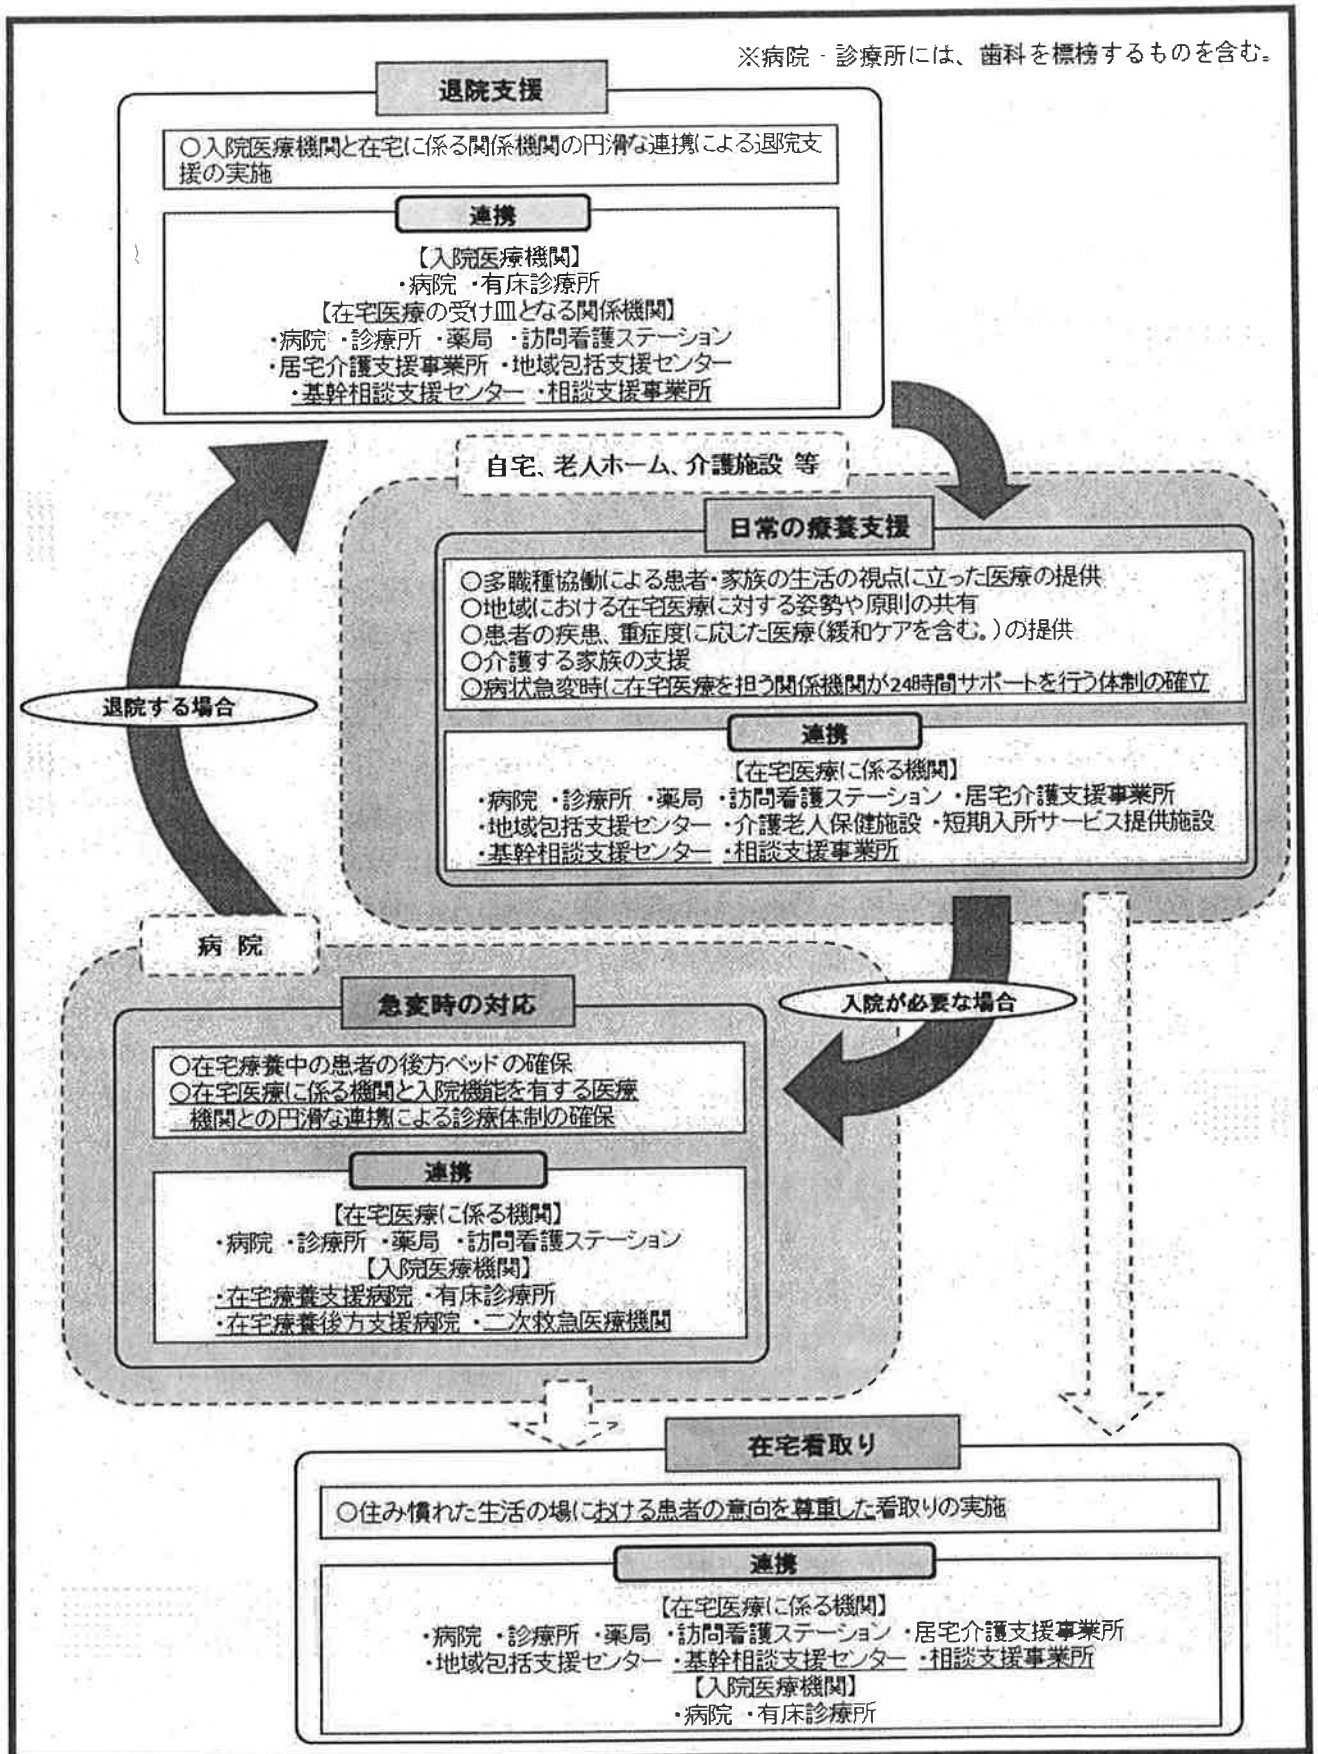 ※病院・診療所には、歯科を標榜するものを含む。
退院支援
○入院医療機関と在宅に係る関係機関の円滑な連携による退院支
援の実施
連携
【入院医療機関】
・病院 ・有床診療所
【在宅医療の受け皿となる関係機関】
・病院 ・診療所 ・薬局 ・訪問看護ステーション
・居宅介護支援事業所 ・地域包括支援センター
・基幹相談支援センター ・相談支援事業所
自宅、老人ホーム、介護施設 等
日常の療養支援
○多職種協働による患者・家族の生活の視点に立った医療の提供
○地域における在宅医療に対する姿勢や原則の共有
○患者の疾患、重症度に応じた医療(緩和ケアを含む。)の提供
○介護する家族の支援
○病状急変時に在宅医療を担う関係機関が24時間サポートを行う体制の確立
退院する場合
連携
【在宅医療に係る機関】
・病院 ・診療所 ・薬局 ・訪問看護ステーション ・居宅介護支援事業所
・地域包括支援センター ・介護老人保健施設 ・短期入所サービス提供施設
・基幹相談支援センター ・相談支援事業所
病院
急変時の対応
入院が必要な場合
○在宅療養中の患者の後方ベッドの確保
○在宅医療に係る機関と入院機能を有する医療
機関との円滑な連携による診療体制の確保
連携
【在宅医療に係る機関】
・病院 ・診療所 ・薬局 ・訪問看護ステーション
【入院医療機関】
・在宅療養支援病院 ・有床診療所
・在宅療養後方支援病院 ・二次救急医療機関
在宅看取り
○住み慣れた生活の場における患者の意向を尊重した看取りの実施
連携
【在宅医療に係る機関】
・病院 ・診療所 ・薬局 ・訪問看護ステーション ・居宅介護支援事業所
・地域包括支援センター ・基幹相談支援センター ・相談支援事業所
【入院医療機関】
・病院 ・有床診療所